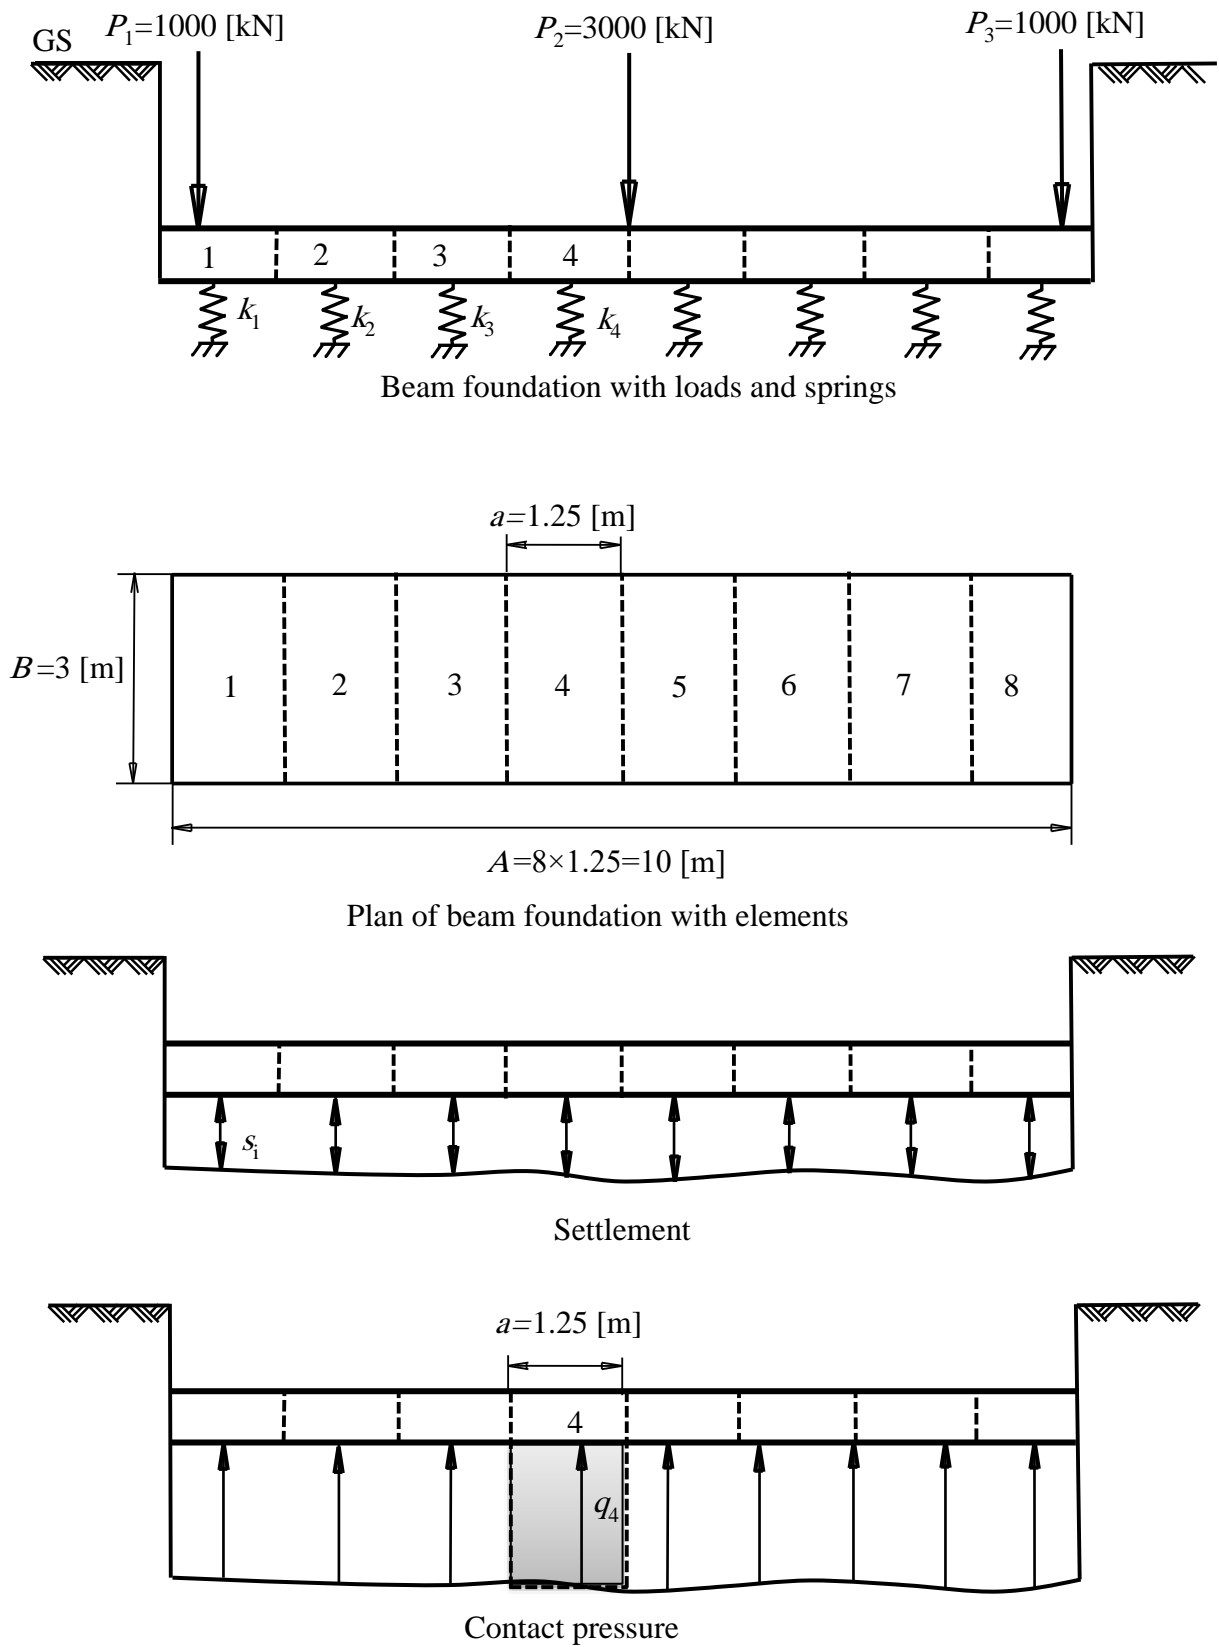 P₁=1000 [kN] P₂=3000 [kN] P₃=1000 [kN]
GS
1 2 3 4
k₁ k₂ k₃ k₄
Beam foundation with loads and springs
a=1.25 [m]
B=3 [m]
1 2 3 4 5 6 7 8
A=8×1.25=10 [m]
Plan of beam foundation with elements
sᵢ
Settlement
a=1.25 [m]
4
q₄
Contact pressure